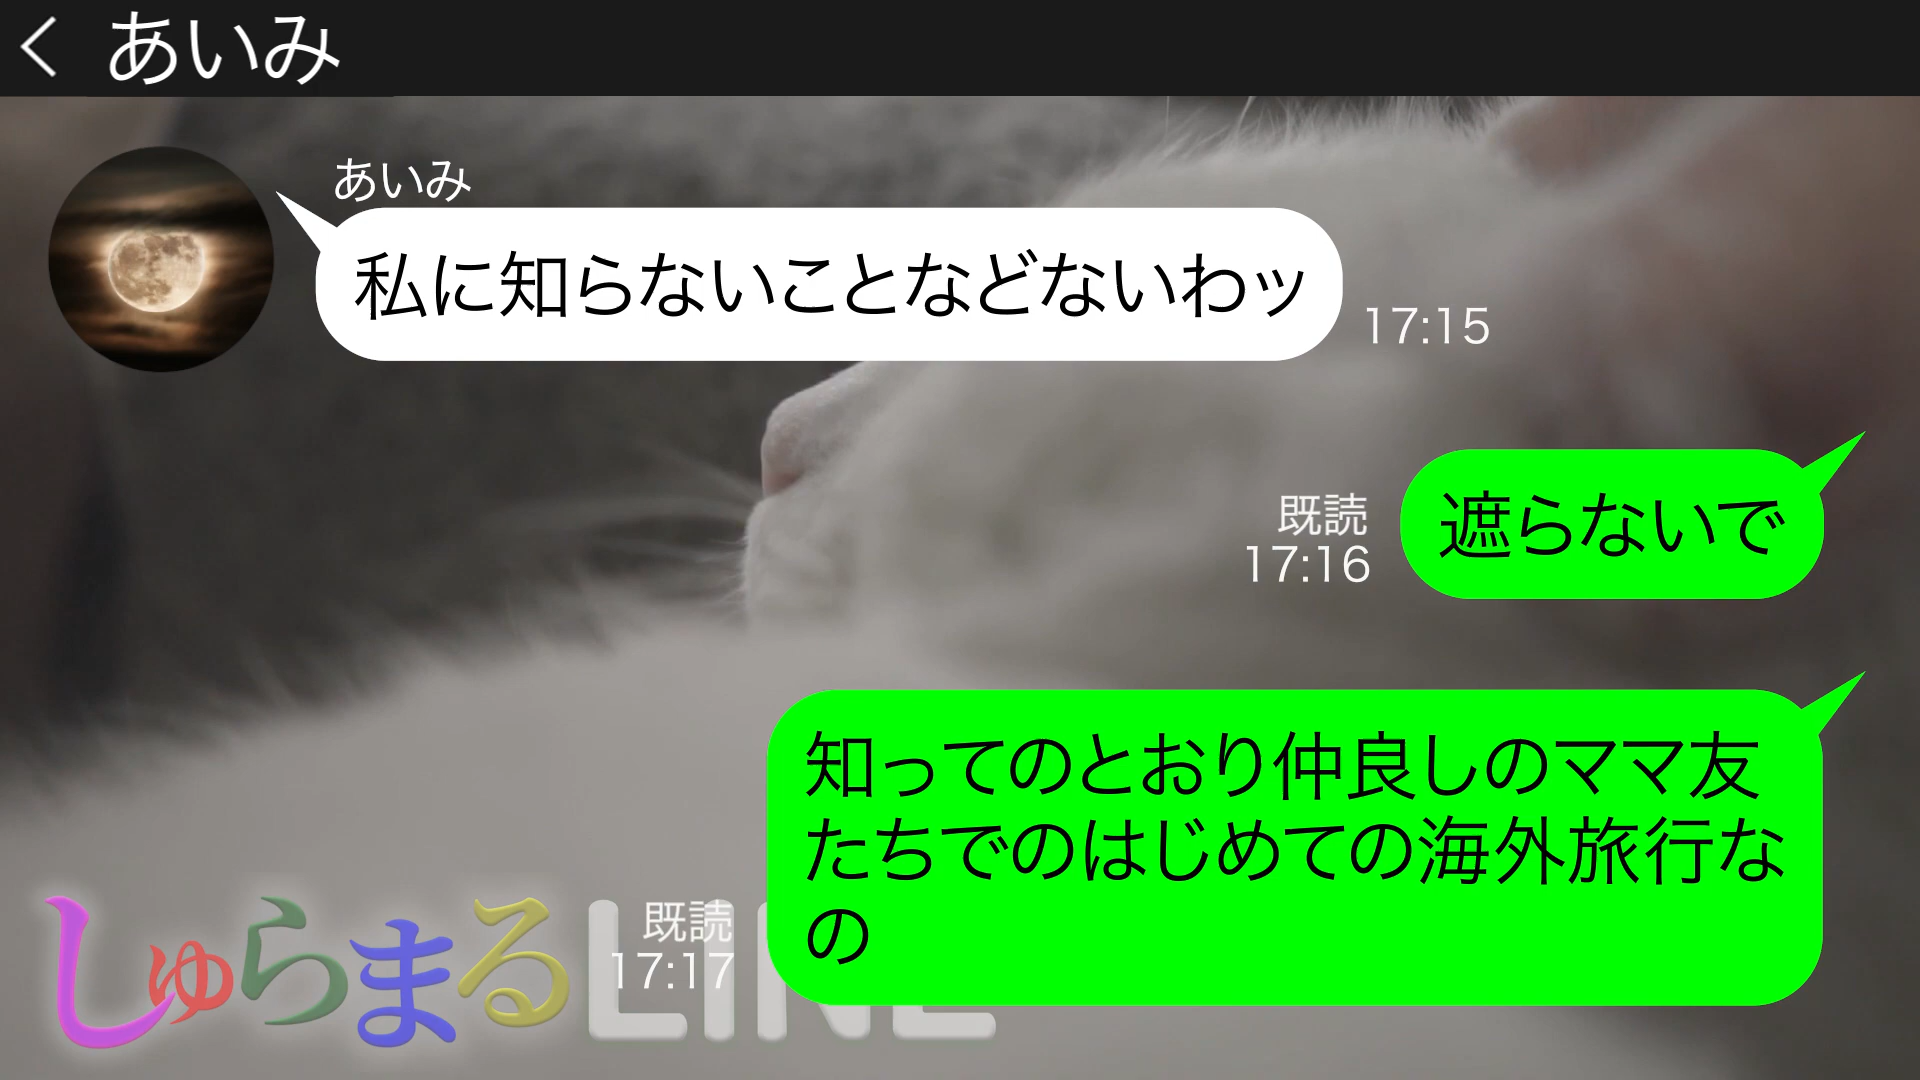 あいみ
あいみ
私に知らないことなどないわッ
17:15
既読
17:16
遮らないで
知ってのとおり仲良しのママ友
たちでのはじめての海外旅行な
の
既読
17:17
しゅらまるLINE